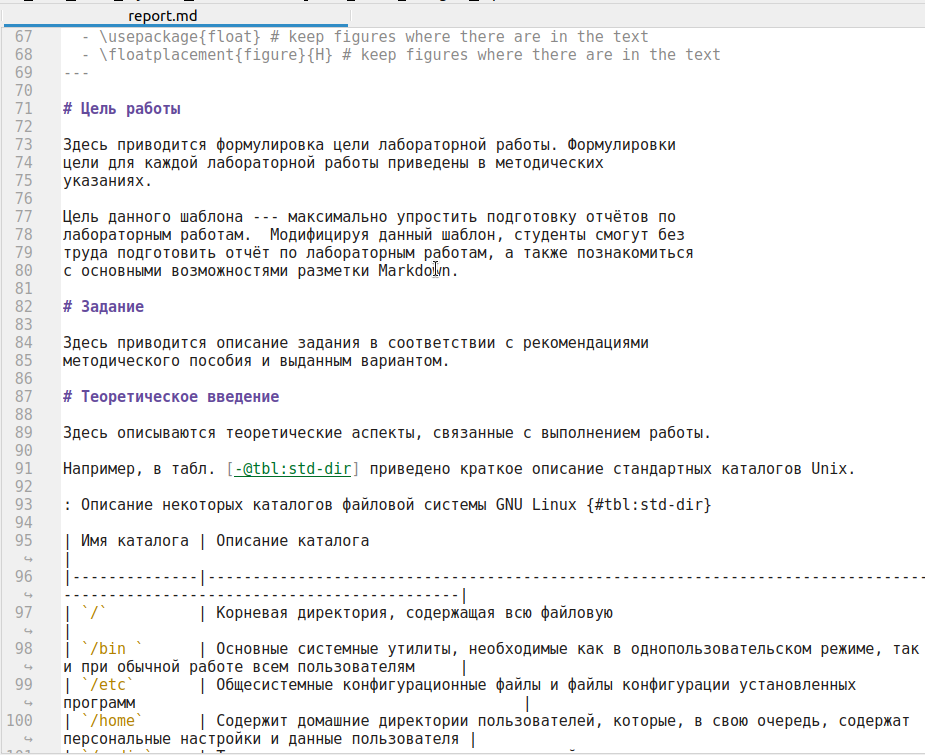 report.md
67 - \usepackage{float} # keep figures where there are in the text
68 - \floatplacement{figure}{H} # keep figures where there are in the text
69 ---
70
71 # Цель работы
72
73 Здесь приводится формулировка цели лабораторной работы. Формулировки
74 цели для каждой лабораторной работы приведены в методических
75 указаниях.
76
77 Цель данного шаблона --- максимально упростить подготовку отчётов по
78 лабораторным работам.  Модифицируя данный шаблон, студенты смогут без
79 труда подготовить отчёт по лабораторным работам, а также познакомиться
80 с основными возможностями разметки Markdown.
81
82 # Задание
83
84 Здесь приводится описание задания в соответствии с рекомендациями
85 методического пособия и выданным вариантом.
86
87 # Теоретическое введение
88
89 Здесь описываются теоретические аспекты, связанные с выполнением работы.
90
91 Например, в табл. [-@tbl:std-dir] приведено краткое описание стандартных каталогов Unix.
92
93 : Описание некоторых каталогов файловой системы GNU Linux {#tbl:std-dir}
94
95 | Имя каталога | Описание каталога
↪ |
96 |--------------|--------------------------------------------------------------------------------
↪ --------------------------------------------|
97 | `/`          | Корневая директория, содержащая всю файловую
↪ |
98 | `/bin `      | Основные системные утилиты, необходимые как в однопользовательском режиме, так
↪ и при обычной работе всем пользователям     |
99 | `/etc`       | Общесистемные конфигурационные файлы и файлы конфигурации установленных
↪ программ                                           |
100 | `/home`      | Содержит домашние директории пользователей, которые, в свою очередь, содержат
↪ персональные настройки и данные пользователя |